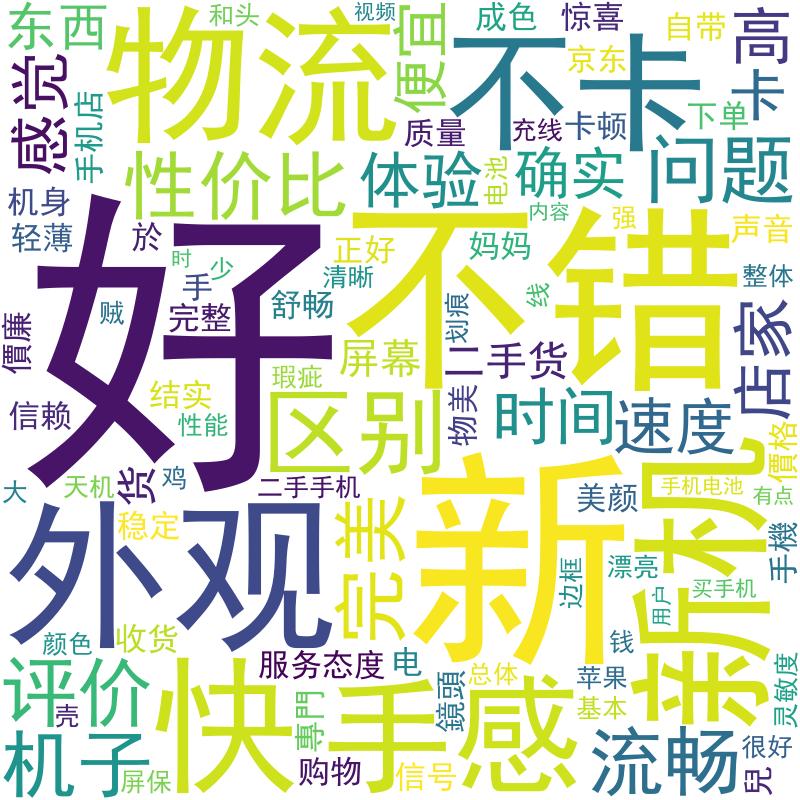 东西
物流
和头
视频
便宜
成色
惊喜
自带
高
感觉
手机店
不卡
京东
卡
质量
充线
卡顿
下单
性价比
体验
电池
确实
问题
机身
轻薄
好
於
正好
不错
妈妈
内容
强
声音
时
少
清晰
整体
手
贼
完整
舒畅
划痕
线
價廉
店家
屏幕
二手货
结实
瑕疵
信赖
性能
区别
物美
时间
速度
價格
大
天机
货
鸡
二手手机
新
美颜
新机
手机电池
有点
外观
稳定
完美
手機
边框
漂亮
买手机
用户
颜色
收货
钱
服务态度
电
评价
快
手感
总体
苹果
灵敏度
壳
專門
鏡頭
基本
机子
屏保
购物
信号
流畅
很好
兒